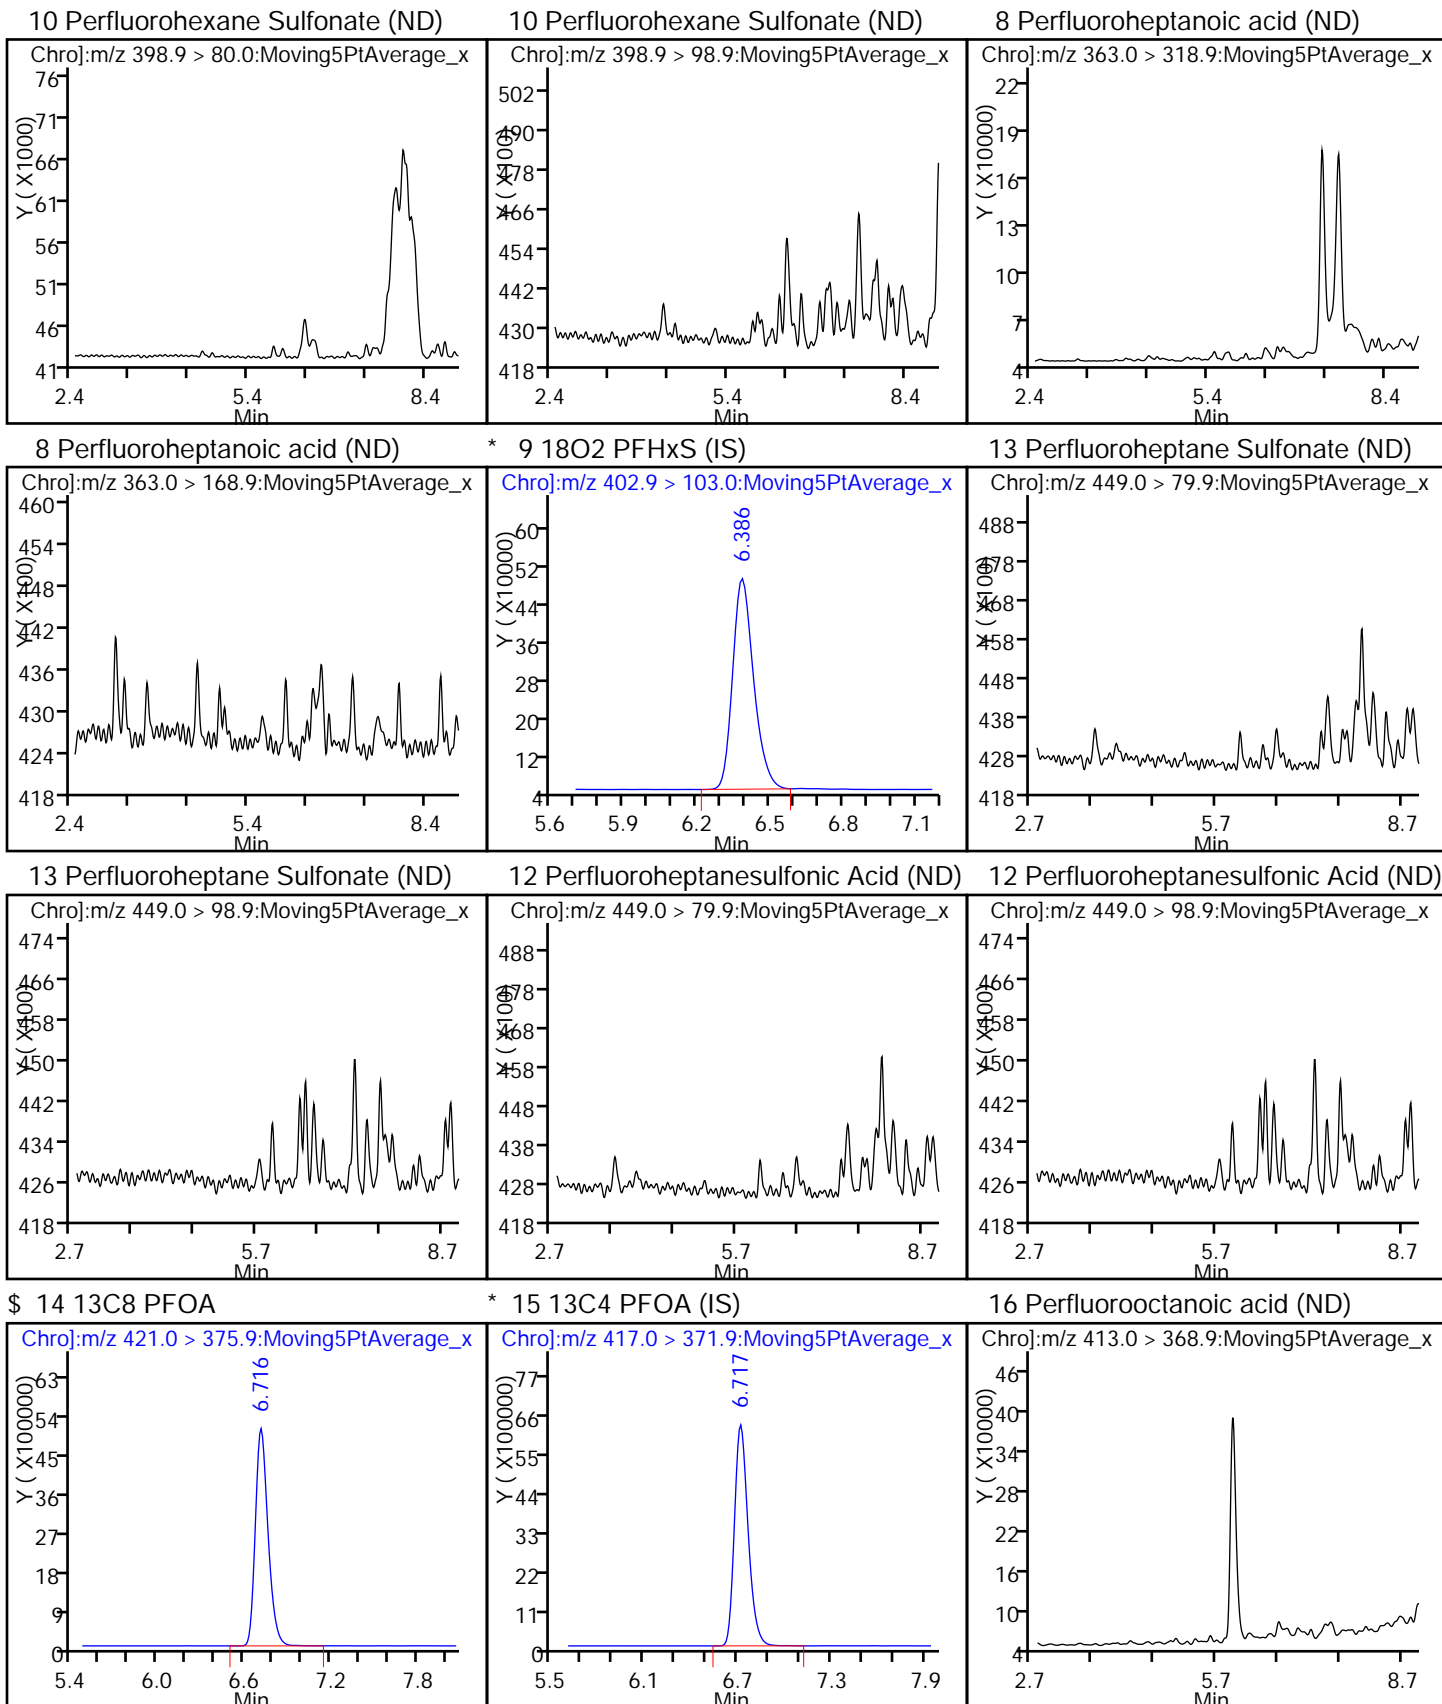 10 Perfluorohexane Sulfonate (ND)
Chro]:m/z 398.9 > 80.0:Moving5PtAverage_x
Y ( X1000)
76
71
66
61
56
51
46
41
2.4 5.4 8.4
Min
10 Perfluorohexane Sulfonate (ND)
Chro]:m/z 398.9 > 98.9:Moving5PtAverage_x
Y ( X100)
502
490
478
466
454
442
430
418
2.4 5.4 8.4
Min
8 Perfluoroheptanoic acid (ND)
Chro]:m/z 363.0 > 318.9:Moving5PtAverage_x
Y ( X10000)
22
19
16
13
10
7
4
2.4 5.4 8.4
Min
8 Perfluoroheptanoic acid (ND)
Chro]:m/z 363.0 > 168.9:Moving5PtAverage_x
Y ( X100)
460
454
448
442
436
430
424
418
2.4 5.4 8.4
Min
* 9 18O2 PFHxS (IS)
Chro]:m/z 402.9 > 103.0:Moving5PtAverage_x
6.386
Y ( X10000)
60
52
44
36
28
20
12
4
5.6 5.9 6.2 6.5 6.8 7.1
Min
13 Perfluoroheptane Sulfonate (ND)
Chro]:m/z 449.0 > 79.9:Moving5PtAverage_x
Y ( X100)
488
478
468
458
448
438
428
418
2.7 5.7 8.7
Min
13 Perfluoroheptane Sulfonate (ND)
Chro]:m/z 449.0 > 98.9:Moving5PtAverage_x
Y ( X100)
474
466
458
450
442
434
426
418
2.7 5.7 8.7
Min
12 Perfluoroheptanesulfonic Acid (ND)
Chro]:m/z 449.0 > 79.9:Moving5PtAverage_x
Y ( X100)
488
478
468
458
448
438
428
418
2.7 5.7 8.7
Min
12 Perfluoroheptanesulfonic Acid (ND)
Chro]:m/z 449.0 > 98.9:Moving5PtAverage_x
Y ( X100)
474
466
458
450
442
434
426
418
2.7 5.7 8.7
Min
$ 14 13C8 PFOA
Chro]:m/z 421.0 > 375.9:Moving5PtAverage_x
6.716
Y ( X100000)
63
54
45
36
27
18
9
0
5.4 6.0 6.6 7.2 7.8
Min
* 15 13C4 PFOA (IS)
Chro]:m/z 417.0 > 371.9:Moving5PtAverage_x
6.717
Y ( X100000)
77
66
55
44
33
22
11
0
5.5 6.1 6.7 7.3 7.9
Min
16 Perfluorooctanoic acid (ND)
Chro]:m/z 413.0 > 368.9:Moving5PtAverage_x
Y ( X10000)
46
40
34
28
22
16
10
4
2.7 5.7 8.7
Min